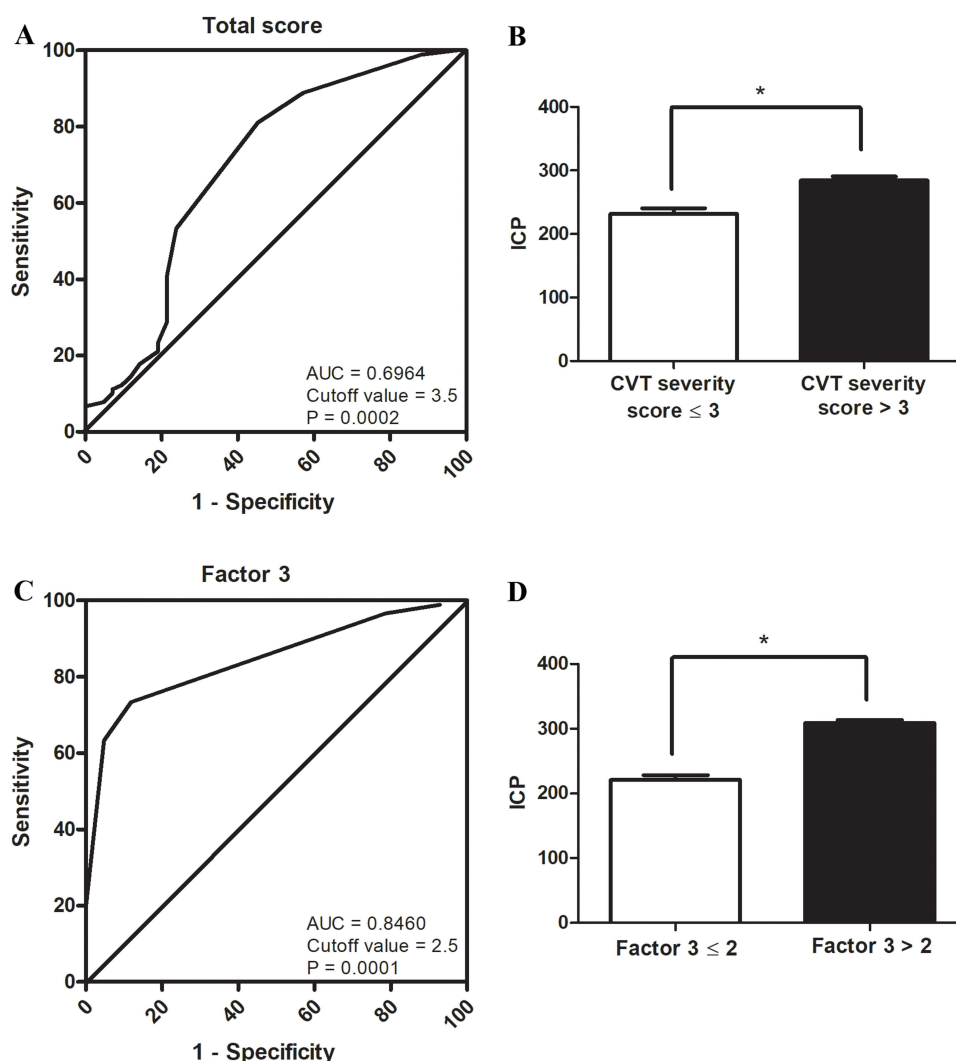 A
Total score
100
80
60
40
20
0
Sensitivity
AUC = 0.6964
Cutoff value = 3.5
P = 0.0002
0 20 40 60 80 100
1 - Specificity
B
*
400
300
200
100
0
ICP
CVT severity
score ≤ 3
CVT severity
score > 3
C
Factor 3
100
80
60
40
20
0
Sensitivity
AUC = 0.8460
Cutoff value = 2.5
P = 0.0001
0 20 40 60 80 100
1 - Specificity
D
*
400
300
200
100
0
ICP
Factor 3 ≤ 2
Factor 3 > 2